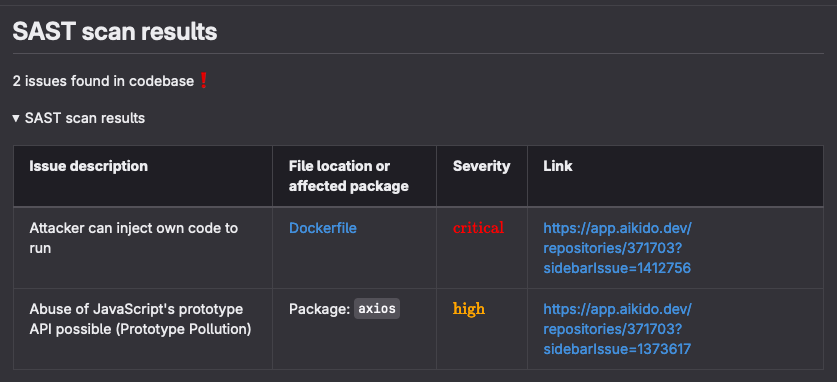 SAST scan results
2 issues found in codebase ❗
▾ SAST scan results
Issue description
File location or
affected package
Severity
Link
Attacker can inject own code to
run
Dockerfile
critical
https://app.aikido.dev/
repositories/371703?
sidebarIssue=1412756
Abuse of JavaScript's prototype
API possible (Prototype Pollution)
Package: axios
high
https://app.aikido.dev/
repositories/371703?
sidebarIssue=1373617